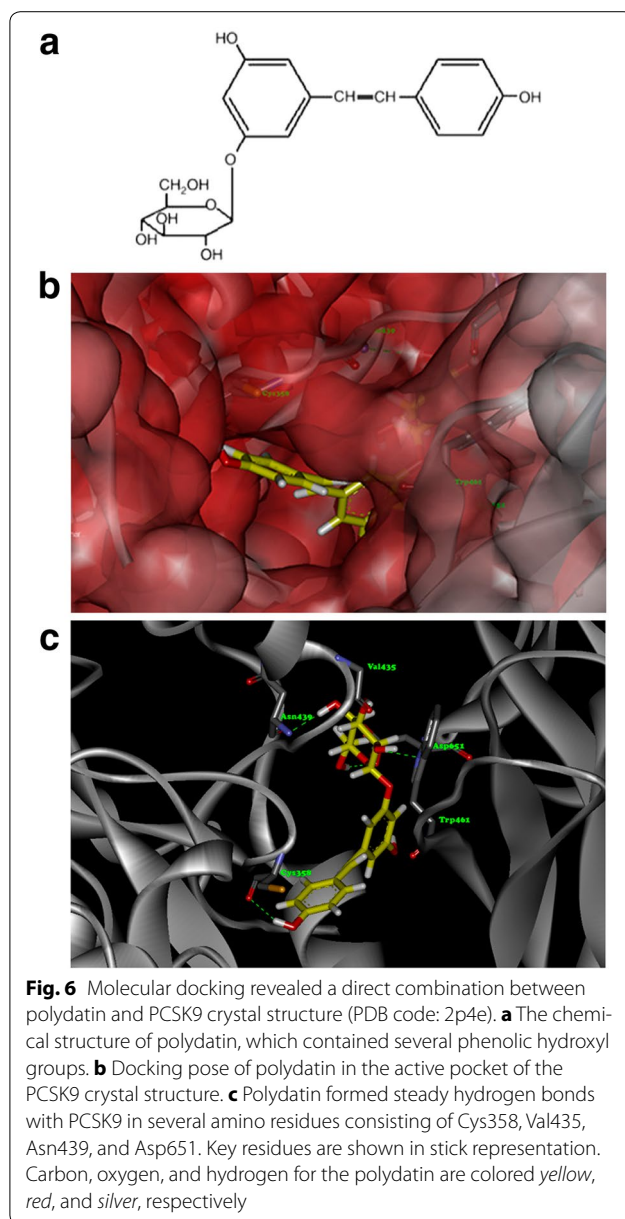 a
HO
CH=CH
OH
O
CH₂OH
O
OH
OH
OH
OH
b
Cys358
Trp461
c
Val435
Asn439
Asp651
Trp461
Cys358
Fig. 6 Molecular docking revealed a direct combination between
polydatin and PCSK9 crystal structure (PDB code: 2p4e). a The chemi-
cal structure of polydatin, which contained several phenolic hydroxyl
groups. b Docking pose of polydatin in the active pocket of the
PCSK9 crystal structure. c Polydatin formed steady hydrogen bonds
with PCSK9 in several amino residues consisting of Cys358, Val435,
Asn439, and Asp651. Key residues are shown in stick representation.
Carbon, oxygen, and hydrogen for the polydatin are colored yellow,
red, and silver, respectively